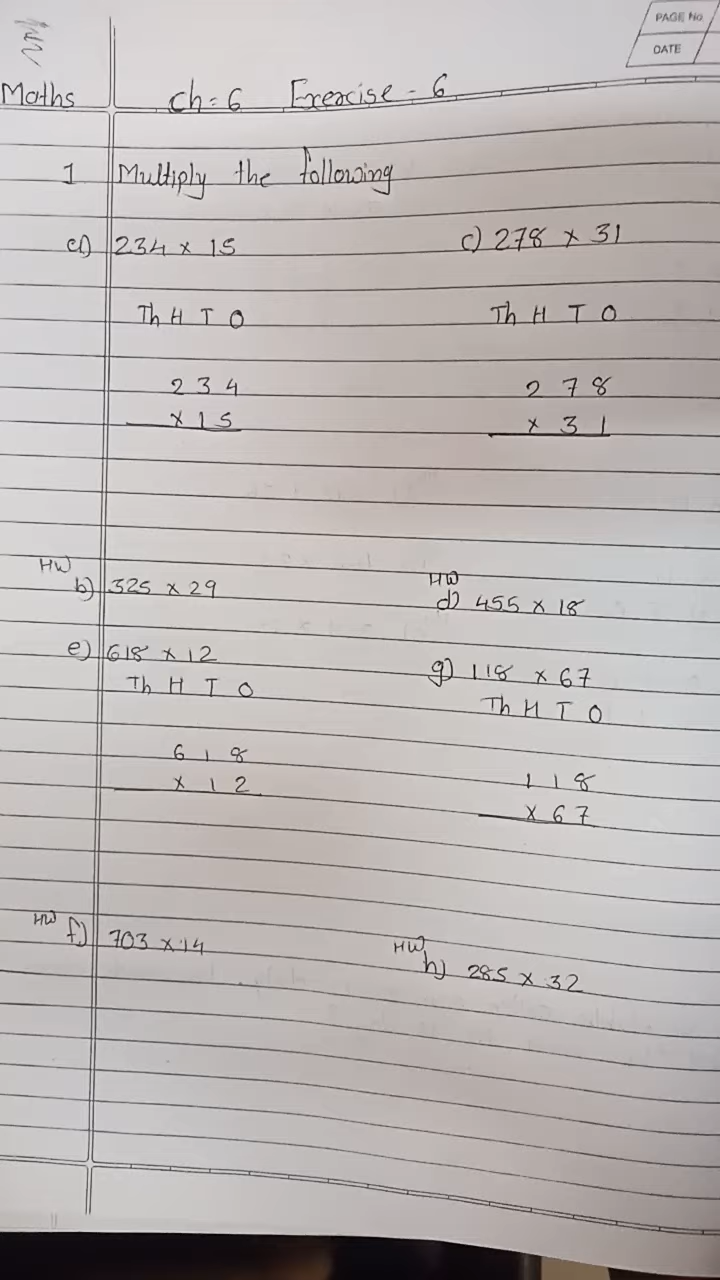 PAGE No.
DATE
Maths Ch=6 Exercise - 6
1 Multiply the following
a) 234 x 15 c) 278 x 31
Th H T O Th H T O
2 3 4 2 7 8
x 1 5 x 3 1
HW HW
b) 325 x 29 d) 455 x 18
e) 618 x 12 g) 118 x 67
Th H T O Th H T O
6 1 8 1 1 8
x 1 2 x 6 7
HW f) 703 x 14 HW h) 285 x 32